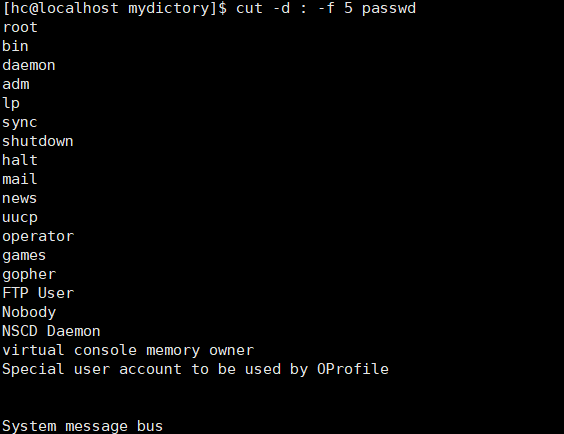 [hc@localhost mydictory]$ cut -d : -f 5 passwd
root
bin
daemon
adm
lp
sync
shutdown
halt
mail
news
uucp
operator
games
gopher
FTP User
Nobody
NSCD Daemon
virtual console memory owner
Special user account to be used by OProfile
System message bus